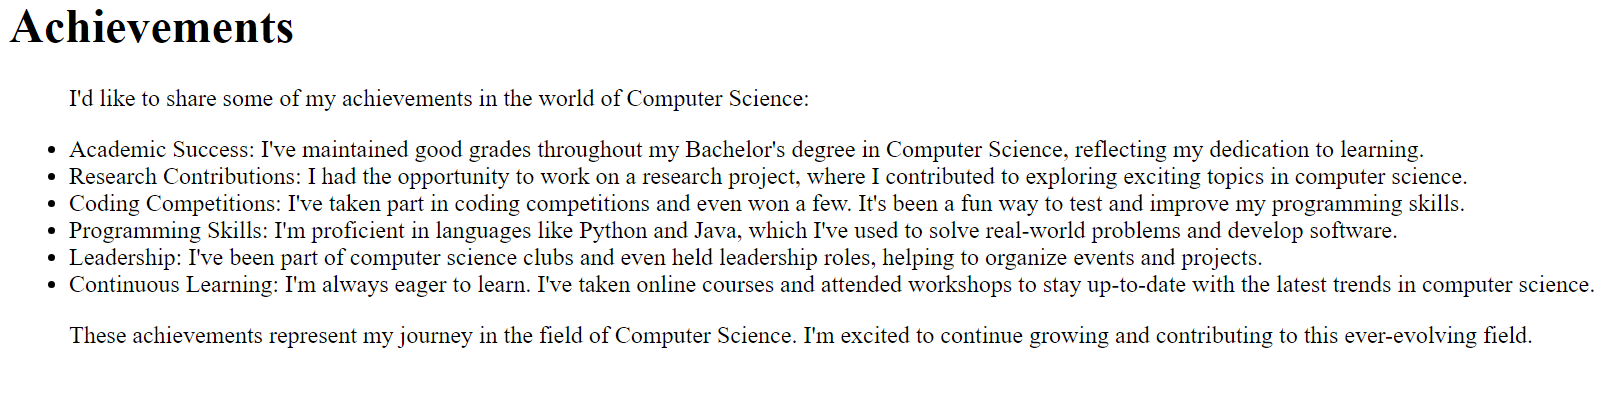 Achievements
I'd like to share some of my achievements in the world of Computer Science:
• Academic Success: I've maintained good grades throughout my Bachelor's degree in Computer Science, reflecting my dedication to learning.
• Research Contributions: I had the opportunity to work on a research project, where I contributed to exploring exciting topics in computer science.
• Coding Competitions: I've taken part in coding competitions and even won a few. It's been a fun way to test and improve my programming skills.
• Programming Skills: I'm proficient in languages like Python and Java, which I've used to solve real-world problems and develop software.
• Leadership: I've been part of computer science clubs and even held leadership roles, helping to organize events and projects.
• Continuous Learning: I'm always eager to learn. I've taken online courses and attended workshops to stay up-to-date with the latest trends in computer science.
These achievements represent my journey in the field of Computer Science. I'm excited to continue growing and contributing to this ever-evolving field.